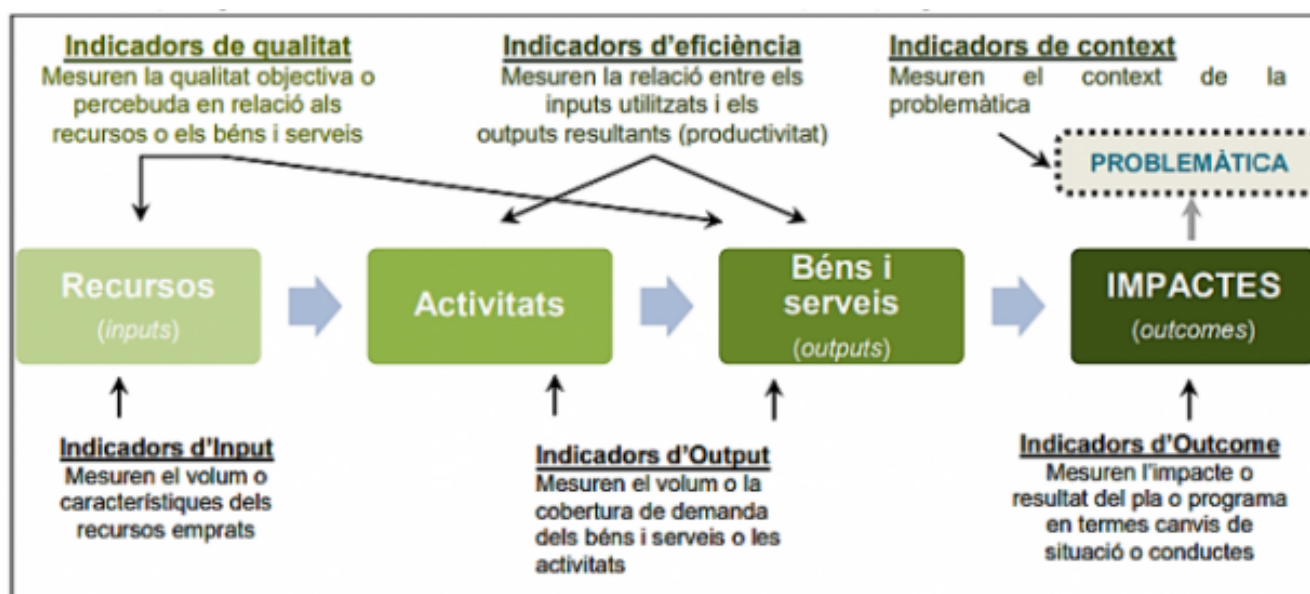 Indicadors de qualitat
Mesuren la qualitat objectiva o
percebuda en relació als
recursos o els béns i serveis
Indicadors d'eficiència
Mesuren la relació entre els
inputs utilitzats i els
outputs resultants (productivitat)
Indicadors de context
Mesuren el context de la
problemàtica
PROBLEMÀTICA
Recursos
(inputs)
Activitats
Béns i
serveis
(outputs)
IMPACTES
(outcomes)
Indicadors d'Input
Mesuren el volum o
característiques dels
recursos emprats
Indicadors d'Output
Mesuren el volum o la
cobertura de demanda
dels béns i serveis o les
activitats
Indicadors d'Outcome
Mesuren l'impacte o
resultat del pla o programa
en termes canvis de
situació o conductes